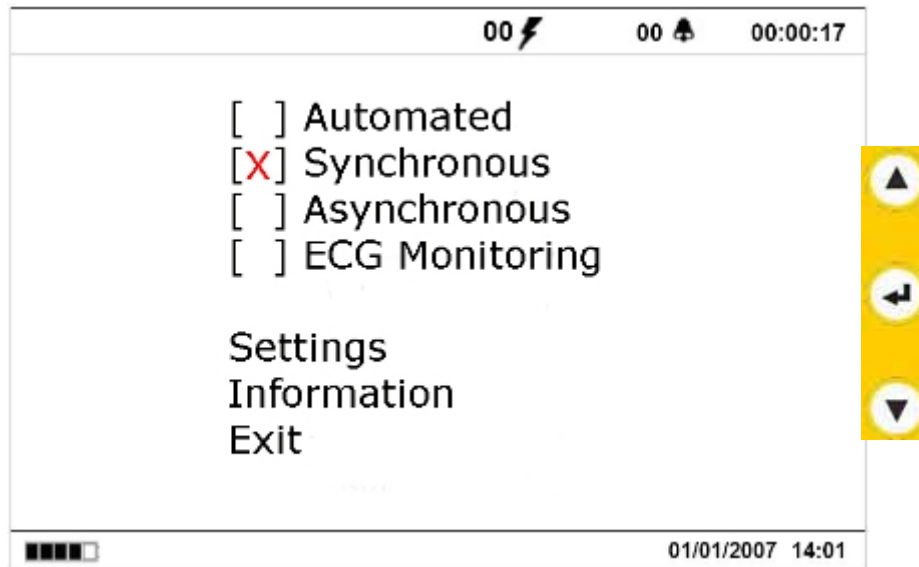 00 00 00:00:17
[ ] Automated
[X] Synchronous
[ ] Asynchronous
[ ] ECG Monitoring
Settings
Information
Exit
01/01/2007 14:01